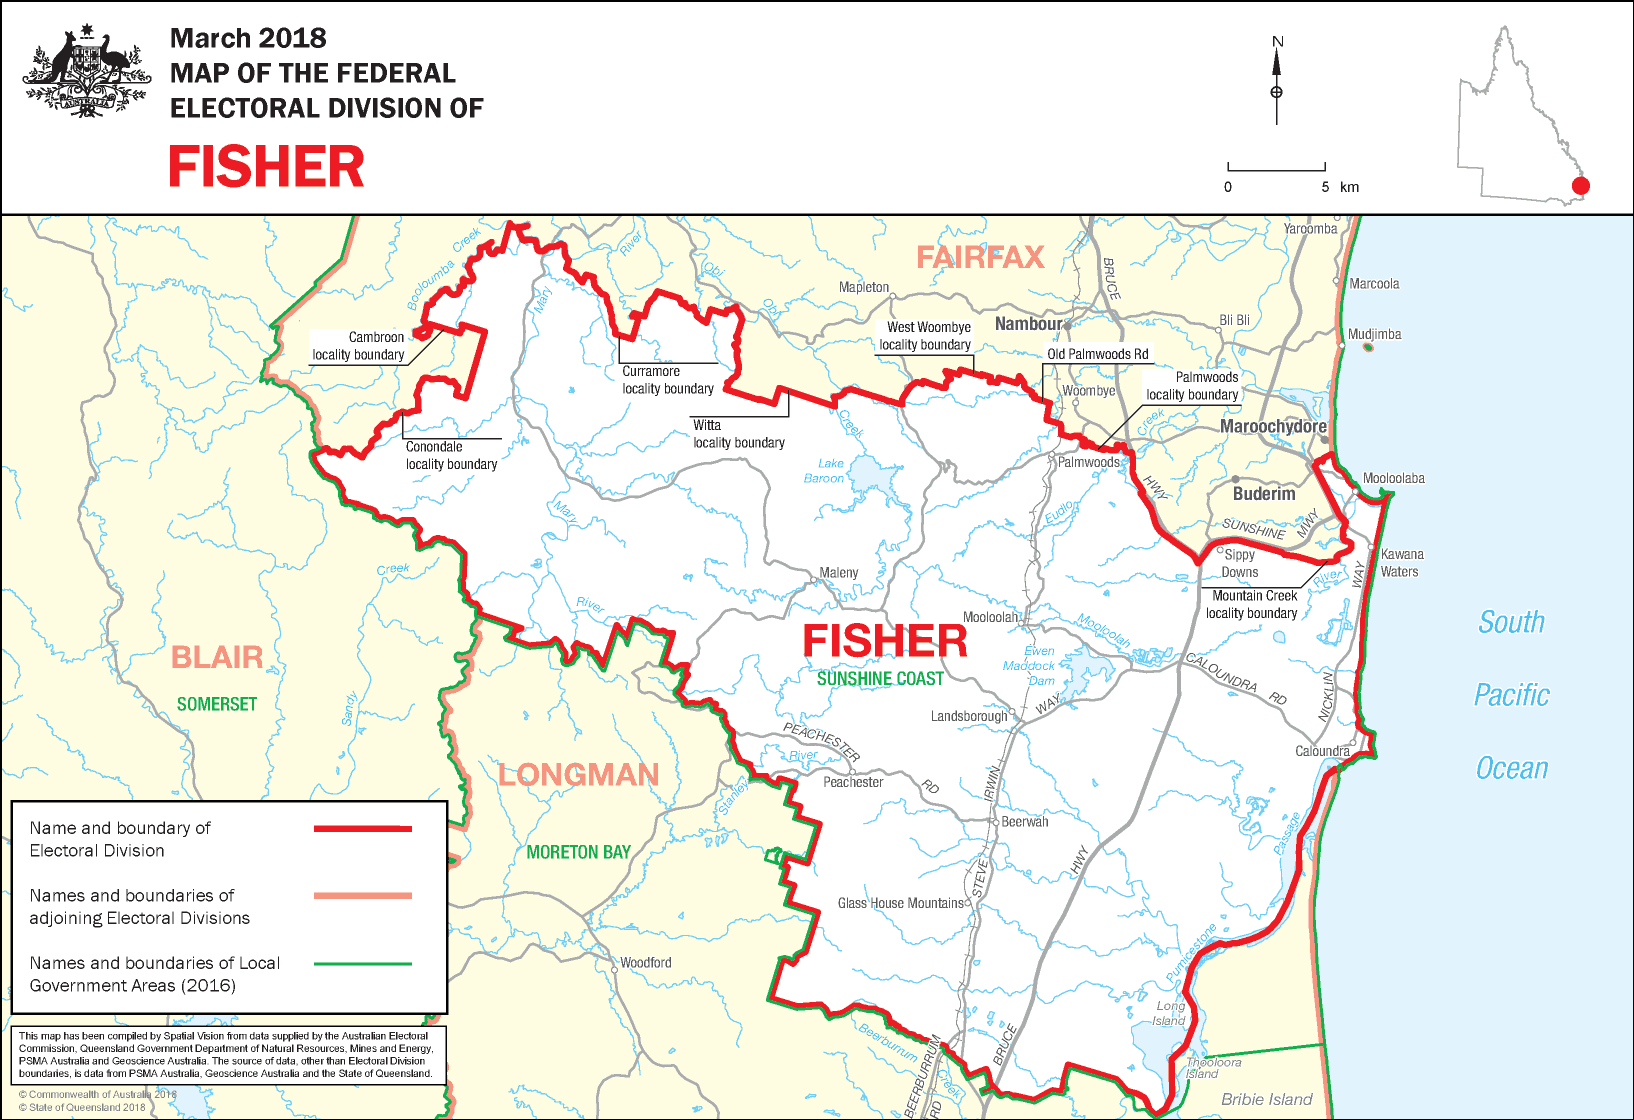 March 2018
MAP OF THE FEDERAL
ELECTORAL DIVISION OF
FISHER
AUSTRALIA
N
0 5 km
Yaroomba
FAIRFAX
Booloumba Creek
River
Obi
Obi
Mary
BRUCE
Mapleton
Marcoola
Nambour
Bli Bli
Mudjimba
Cambroon
locality boundary
West Woombye
locality boundary
Old Palmwoods Rd
Curramore
locality boundary
Palmwoods
locality boundary
Woombye
Witta
locality boundary
Creek
Creek
Maroochydore
Conondale
locality boundary
Lake
Baroon
Palmwoods
Mooloolaba
HWY
Buderim
Mary
Eudlo
SUNSHINE MWY
Sippy
Downs
Kawana
Waters
Creek
Maleny
River
WAY
Mountain Creek
locality boundary
River
Mooloolah
Mooloolah
FISHER
SUNSHINE COAST
South
Pacific
Ocean
BLAIR
SOMERSET
Ewen
Maddock
Dam
CALOUNDRA RD
Sandy
NICKLIN
WAY
Landsborough
Caloundra
PEACHESTER
RD
River
Peachester
LONGMAN
Stanley
IRWIN
Beerwah
Passage
MORETON BAY
HWY
STEVE
Glass House Mountains
Woodford
Pumicestone
Long
Island
Beerburrum
Creek
BEERBURRUM
RD
BRUCE
Thooloora
Island
Bribie Island
Name and boundary of
Electoral Division
Names and boundaries of
adjoining Electoral Divisions
Names and boundaries of Local
Government Areas (2016)
This map has been compiled by Spatial Vision from data supplied by the Australian Electoral
Commission, Queensland Government Department of Natural Resources, Mines and Energy,
PSMA Australia and Geoscience Australia. The source of data, other than Electoral Division
boundaries, is data from PSMA Australia, Geoscience Australia and the State of Queensland.
© Commonwealth of Australia 2018
© State of Queensland 2018